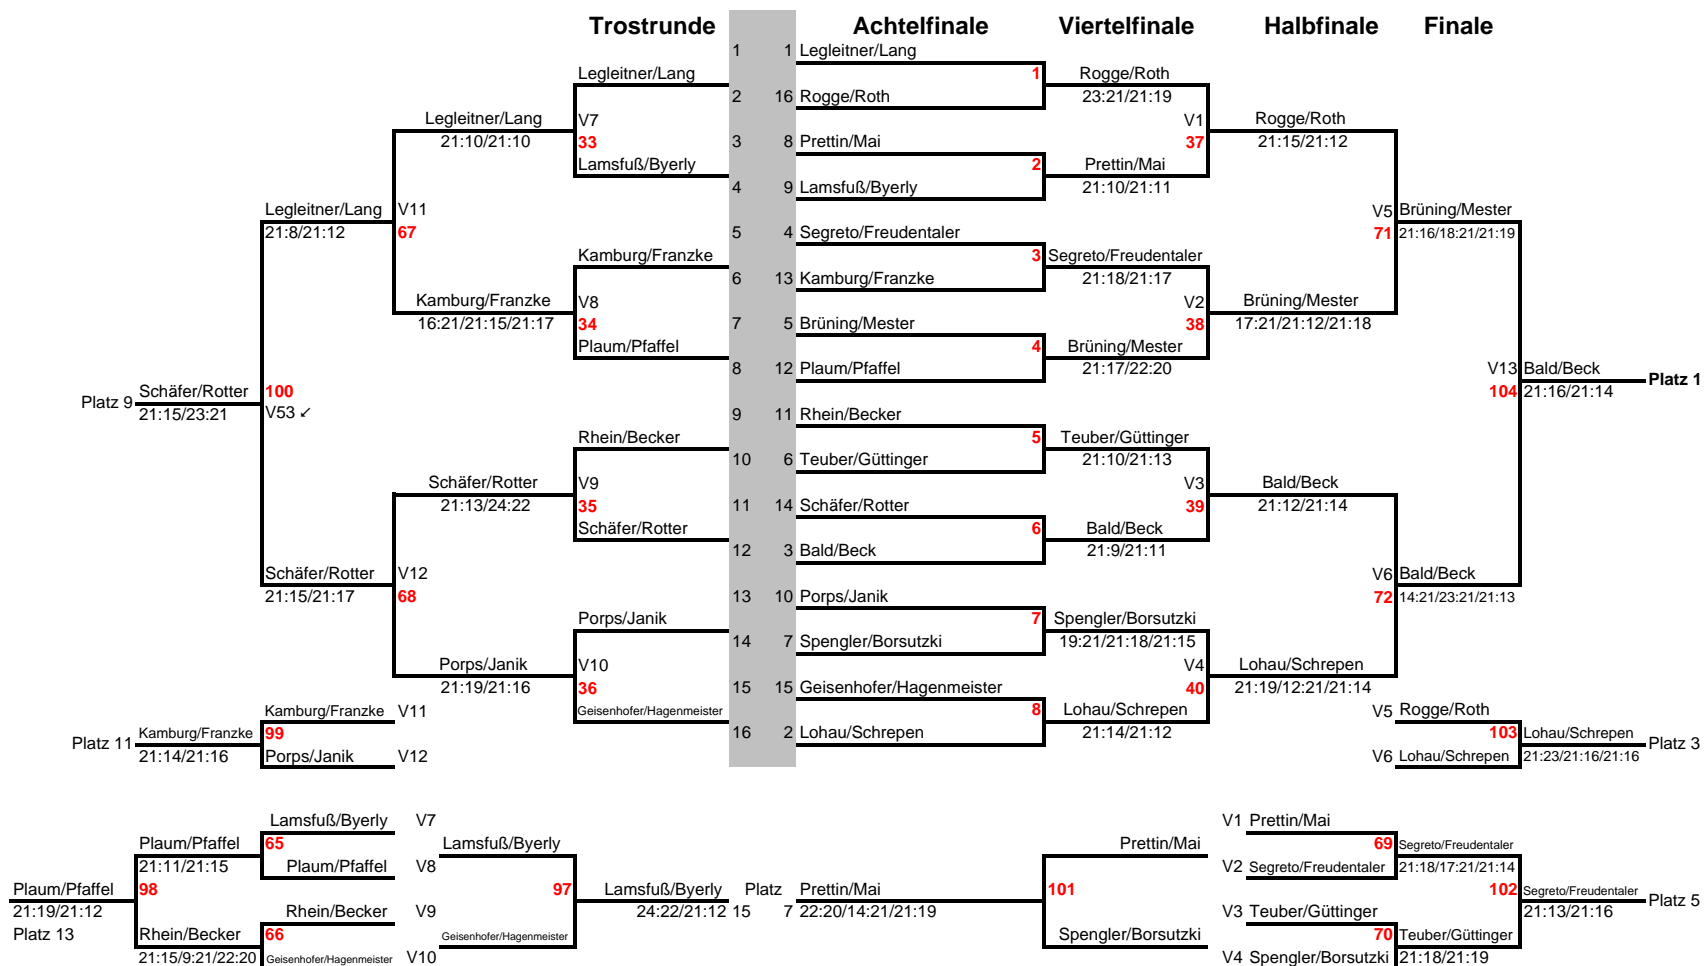 Trostrunde Achtelfinale Viertelfinale Halbfinale Finale
1 1 Legleitner/Lang
Legleitner/Lang 1 Rogge/Roth
2 16 Rogge/Roth 23:21/21:19
Legleitner/Lang V7 V1 Rogge/Roth
21:10/21:10 33 3 8 Prettin/Mai 37 21:15/21:12
Lamsfuß/Byerly 2 Prettin/Mai
4 9 Lamsfuß/Byerly 21:10/21:11
Legleitner/Lang V11 V5 Brüning/Mester
21:8/21:12 67 5 4 Segreto/Freudentaler 71 21:16/18:21/21:19
Kamburg/Franzke 3 Segreto/Freudentaler
6 13 Kamburg/Franzke 21:18/21:17
Kamburg/Franzke V8 V2 Brüning/Mester
16:21/21:15/21:17 34 7 5 Brüning/Mester 38 17:21/21:12/21:18
Plaum/Pfaffel 4 Brüning/Mester
8 12 Plaum/Pfaffel 21:17/22:20 V13 Bald/Beck
Platz 9 Schäfer/Rotter 100 104 21:16/21:14 Platz 1
21:15/23:21 V53 ↙ 9 11 Rhein/Becker
Rhein/Becker 5 Teuber/Güttinger
10 6 Teuber/Güttinger 21:10/21:13
Schäfer/Rotter V9 V3 Bald/Beck
21:13/24:22 35 11 14 Schäfer/Rotter 39 21:12/21:14
Schäfer/Rotter 6 Bald/Beck
12 3 Bald/Beck 21:9/21:11
Schäfer/Rotter V12 V6 Bald/Beck
21:15/21:17 68 13 10 Porps/Janik 72 14:21/23:21/21:13
Porps/Janik 7 Spengler/Borsutzki
14 7 Spengler/Borsutzki 19:21/21:18/21:15
Porps/Janik V10 V4 Lohau/Schrepen
21:19/21:16 36 15 15 Geisenhofer/Hagenmeister 40 21:19/12:21/21:14
Kamburg/Franzke V11 Geisenhofer/Hagenmeister 8 Lohau/Schrepen V5 Rogge/Roth
Platz 11 Kamburg/Franzke 99 16 2 Lohau/Schrepen 21:14/21:12 103 Lohau/Schrepen Platz 3
21:14/21:16 Porps/Janik V12 V6 Lohau/Schrepen 21:23/21:16/21:16
Lamsfuß/Byerly V7 V1 Prettin/Mai
Plaum/Pfaffel 65 Lamsfuß/Byerly Prettin/Mai 69 Segreto/Freudentaler
21:11/21:15 Plaum/Pfaffel V8 V2 Segreto/Freudentaler 21:18/17:21/21:14
Plaum/Pfaffel 98 97 Lamsfuß/Byerly Platz Prettin/Mai 101 102 Segreto/Freudentaler Platz 5
21:19/21:12 Rhein/Becker V9 24:22/21:12 15 7 22:20/14:21/21:19 V3 Teuber/Güttinger 21:13/21:16
Platz 13 Rhein/Becker 66 Geisenhofer/Hagenmeister Spengler/Borsutzki 70 Teuber/Güttinger
21:15/9:21/22:20 Geisenhofer/Hagenmeister V10 V4 Spengler/Borsutzki 21:18/21:19